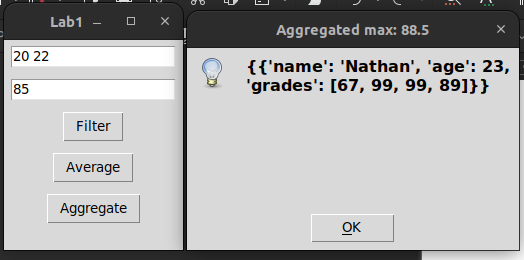 Lab1
20 22
85
Filter
Average
Aggregate
Aggregated max: 88.5
{{'name': 'Nathan', 'age': 23,
'grades': [67, 99, 99, 89]}}
OK